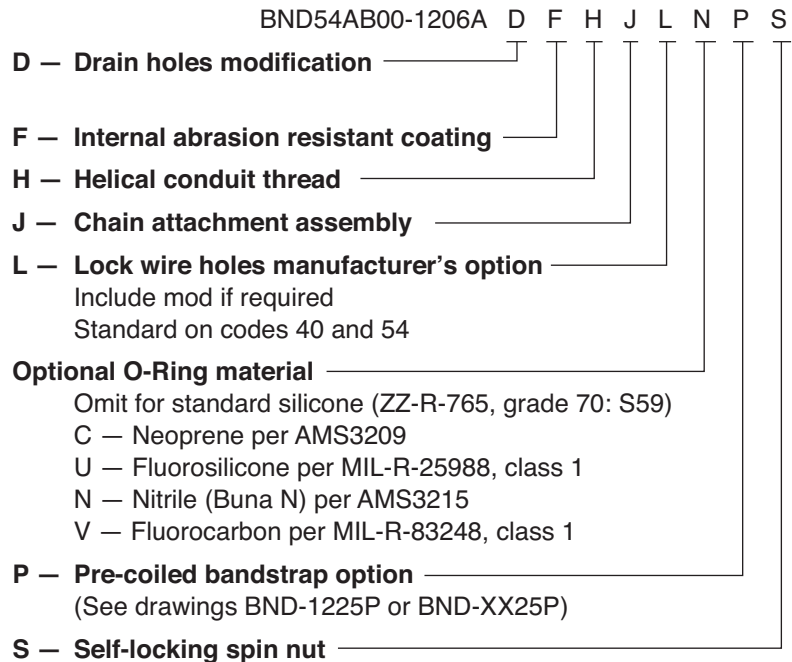 BND54AB00-1206A D F H J L N P S
D — Drain holes modification
F — Internal abrasion resistant coating
H — Helical conduit thread
J — Chain attachment assembly
L — Lock wire holes manufacturer’s option
Include mod if required
Standard on codes 40 and 54
Optional O-Ring material
Omit for standard silicone (ZZ-R-765, grade 70: S59)
C — Neoprene per AMS3209
U — Fluorosilicone per MIL-R-25988, class 1
N — Nitrile (Buna N) per AMS3215
V — Fluorocarbon per MIL-R-83248, class 1
P — Pre-coiled bandstrap option
(See drawings BND-1225P or BND-XX25P)
S — Self-locking spin nut